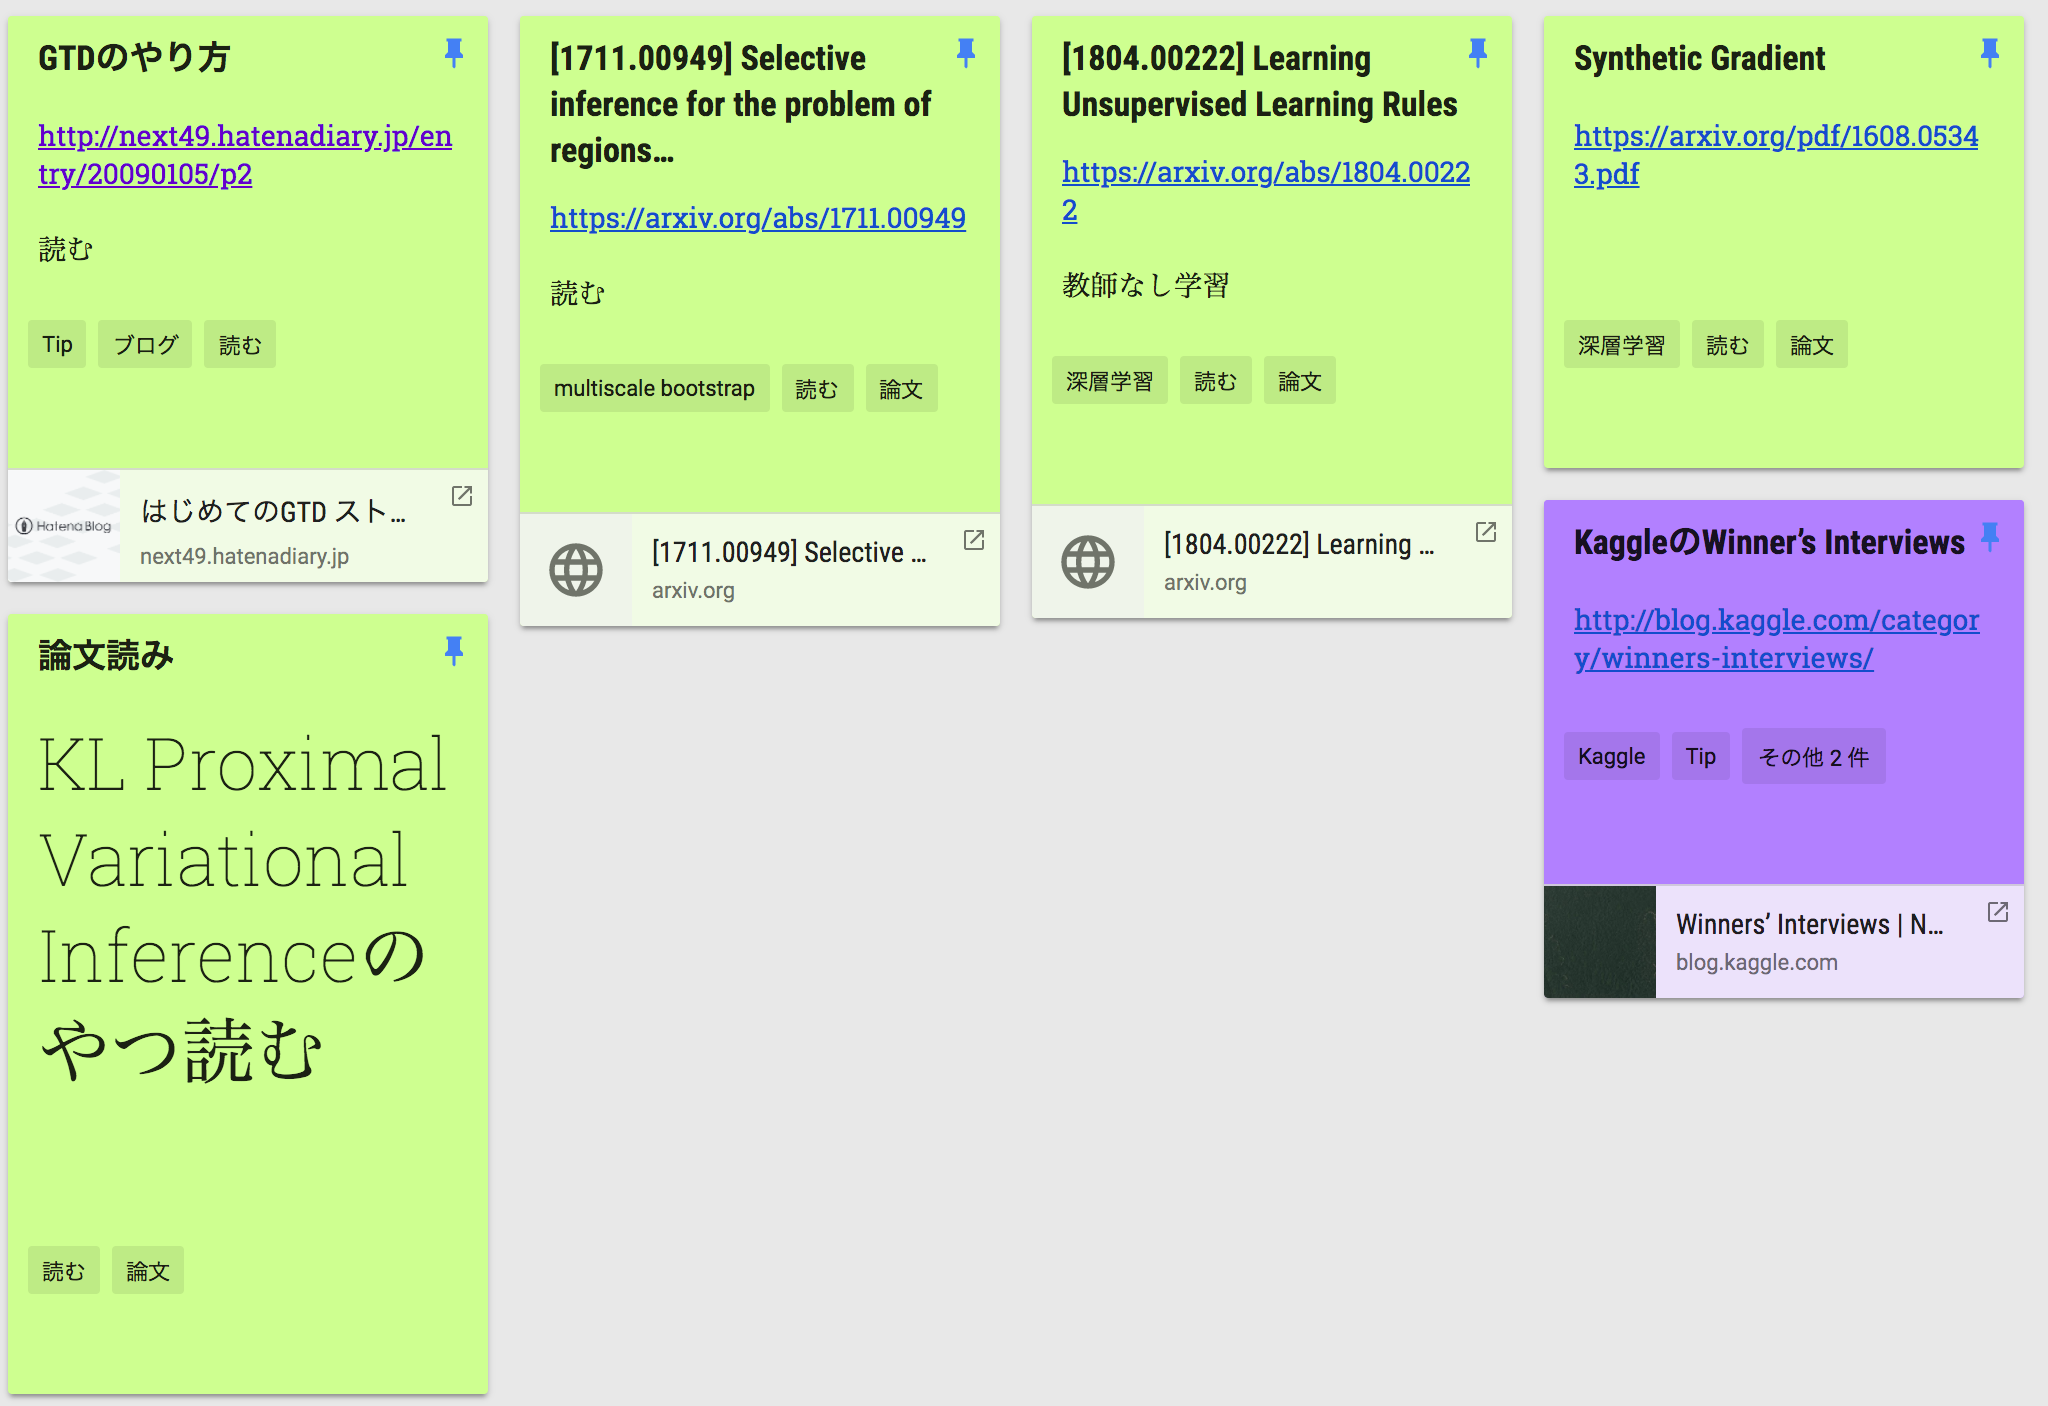 GTDのやり方
http://next49.hatenadiary.jp/en
try/20090105/p2
読む
Tip
ブログ
読む
Hatena Blog
はじめてのGTD スト…
next49.hatenadiary.jp
論文読み
KL Proximal
Variational
Inferenceの
やつ読む
読む
論文
[1711.00949] Selective
inference for the problem of
regions…
https://arxiv.org/abs/1711.00949
読む
multiscale bootstrap
読む
論文
[1711.00949] Selective …
arxiv.org
[1804.00222] Learning
Unsupervised Learning Rules
https://arxiv.org/abs/1804.0022
2
教師なし学習
深層学習
読む
論文
[1804.00222] Learning …
arxiv.org
Synthetic Gradient
https://arxiv.org/pdf/1608.0534
3.pdf
深層学習
読む
論文
KaggleのWinner’s Interviews
http://blog.kaggle.com/categor
y/winners-interviews/
Kaggle
Tip
その他 2 件
Winners’ Interviews | N…
blog.kaggle.com